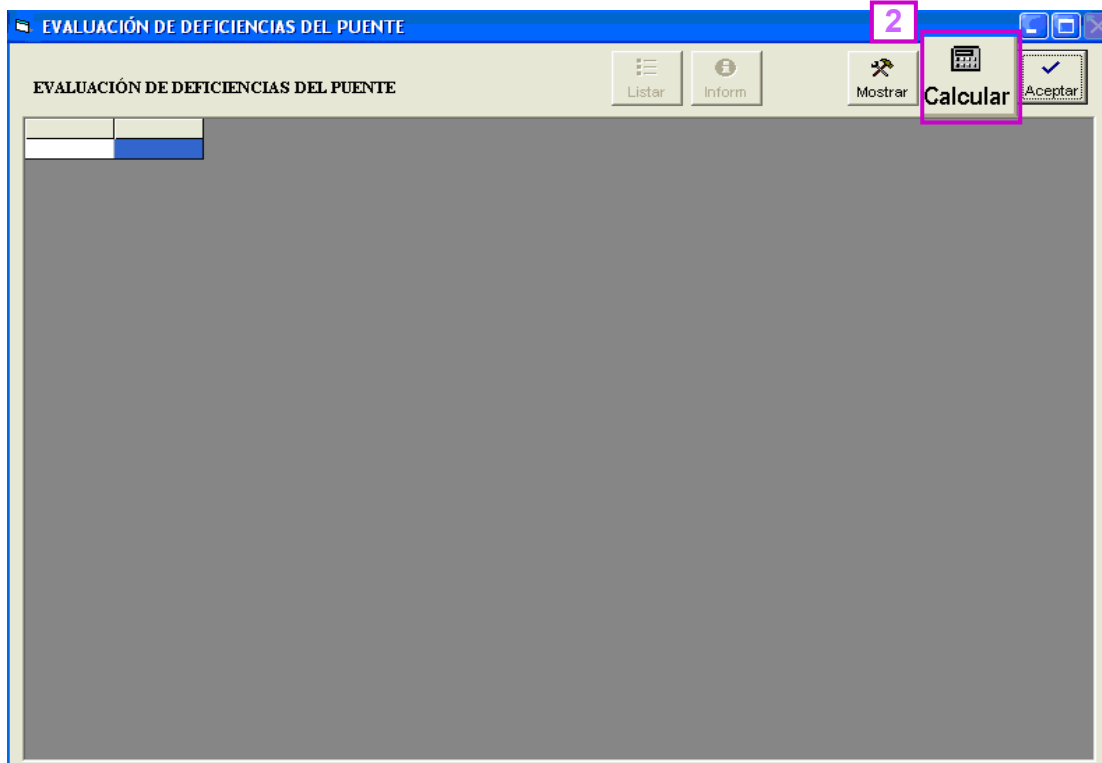 EVALUACIÓN DE DEFICIENCIAS DEL PUENTE
2
EVALUACIÓN DE DEFICIENCIAS DEL PUENTE
Listar
Inform
Mostrar
Calcular
Aceptar